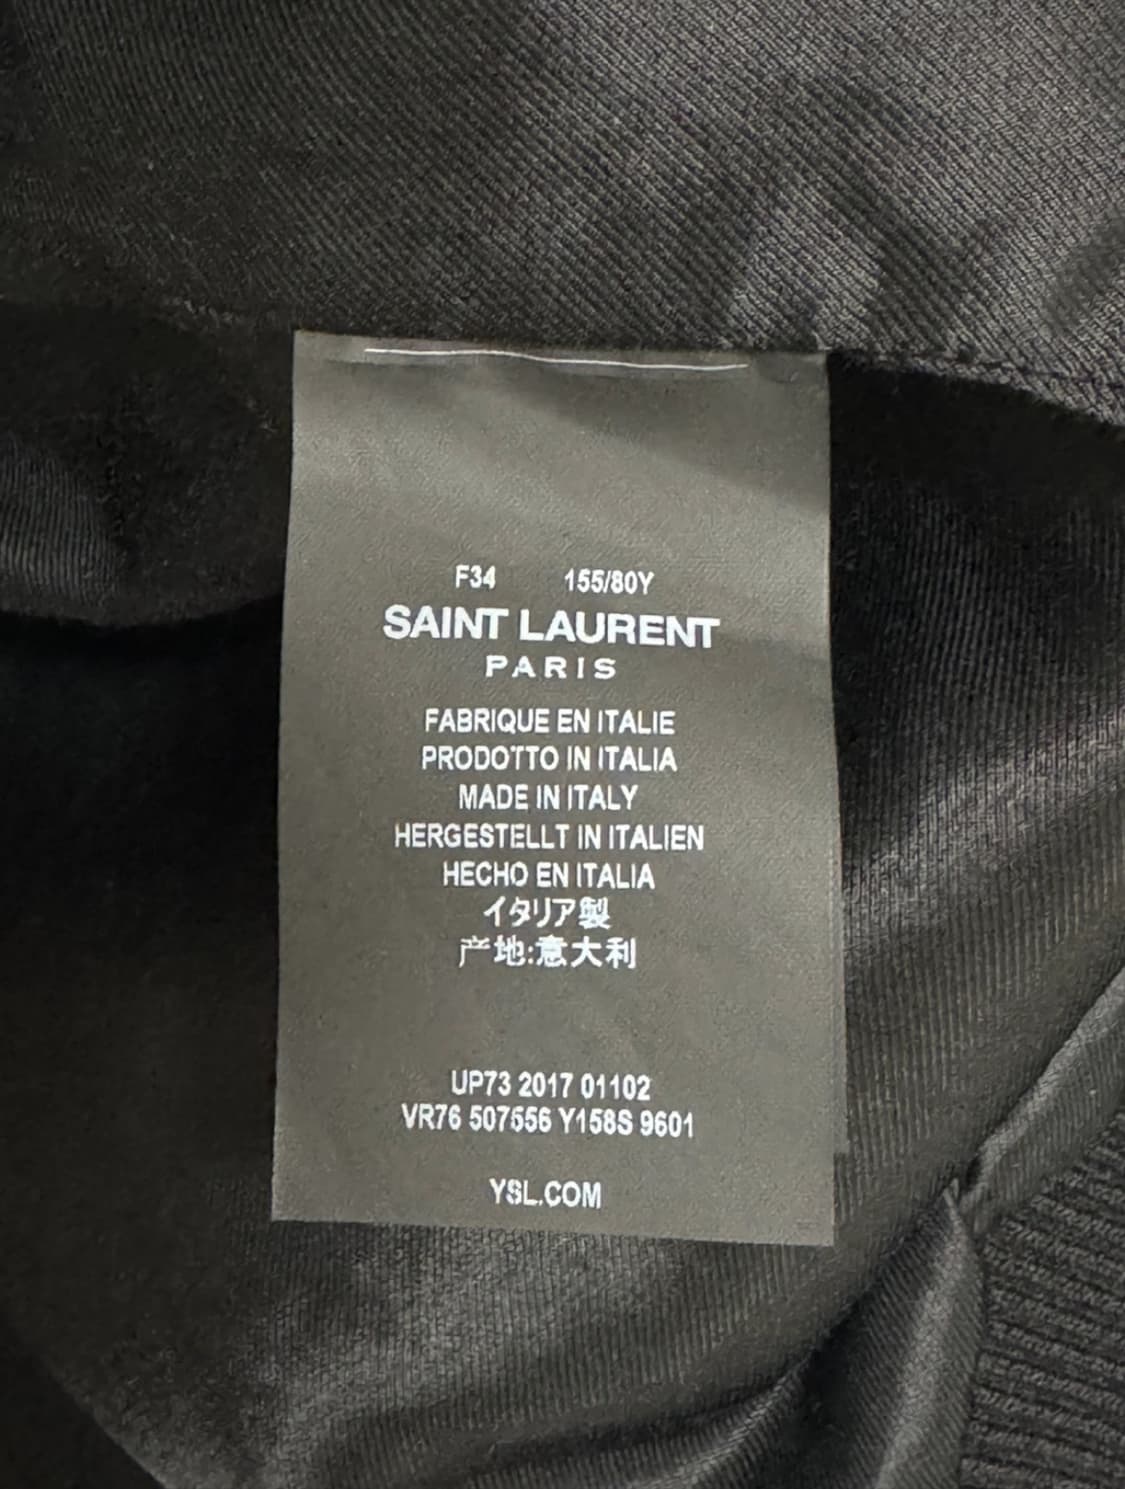 F34 155/80Y
SAINT LAURENT
PARIS
FABRIQUE EN ITALIE
PRODOTTO IN ITALIA
MADE IN ITALY
HERGESTELLT IN ITALIEN
HECHO EN ITALIA
イタリア製
产地:意大利
UP73 2017 01102
VR76 507556 Y158S 9601
YSL.COM